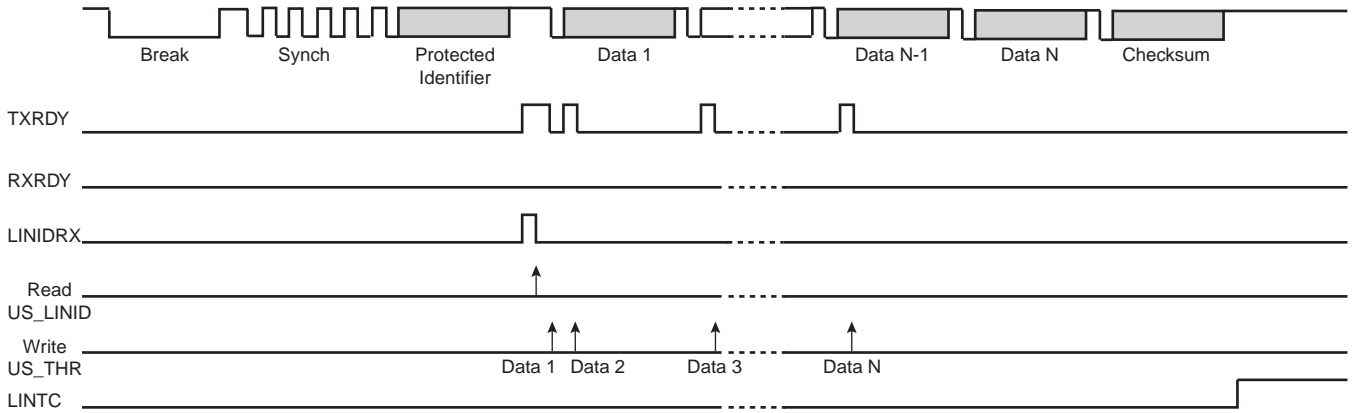 Break Synch Protected Data 1 Data N-1 Data N Checksum
Identifier
TXRDY
RXRDY
LINIDRX
Read
US_LINID
Write
US_THR
Data 1 Data 2 Data 3 Data N
LINTC